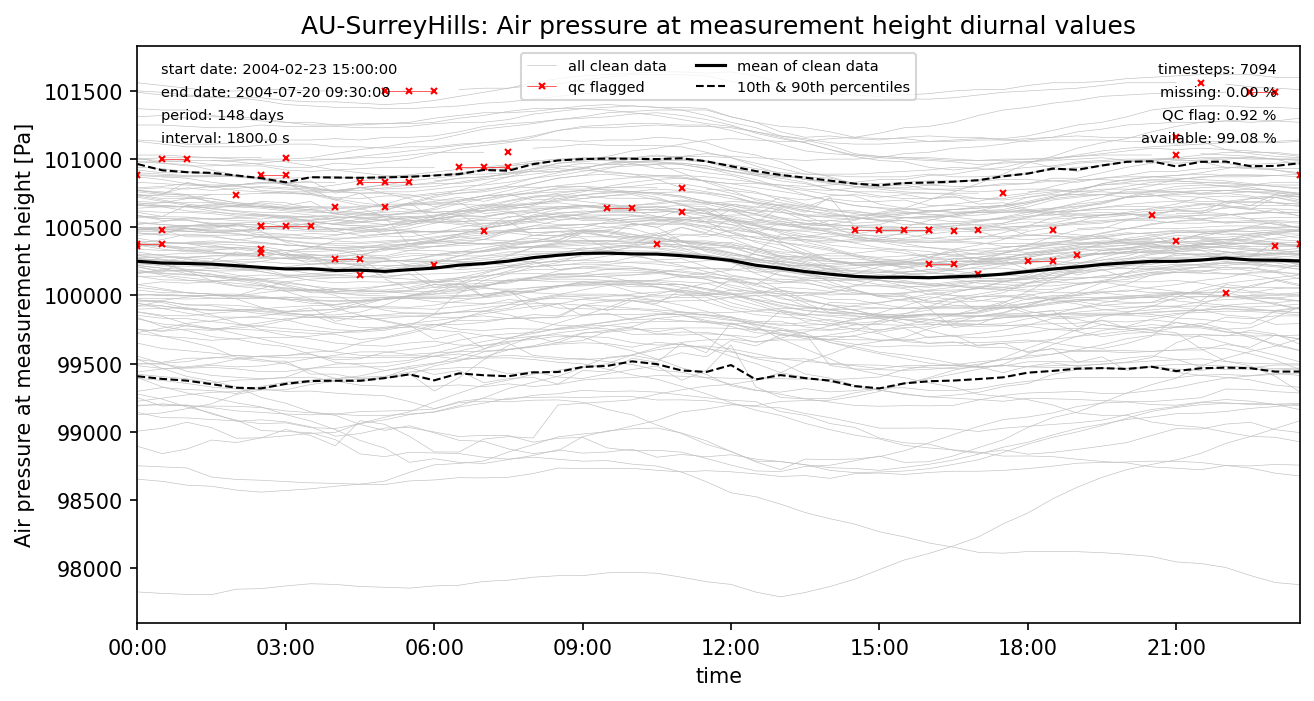 AU-SurreyHills: Air pressure at measurement height diurnal values
start date: 2004-02-23 15:00:00
end date: 2004-07-20 09:30:00
period: 148 days
interval: 1800.0 s
all clean data
qc flagged
mean of clean data
10th & 90th percentiles
timesteps: 7094
missing: 0.00 %
QC flag: 0.92 %
available: 99.08 %
Air pressure at measurement height [Pa]
101500
101000
100500
100000
99500
99000
98500
98000
00:00 03:00 06:00 09:00 12:00 15:00 18:00 21:00
time